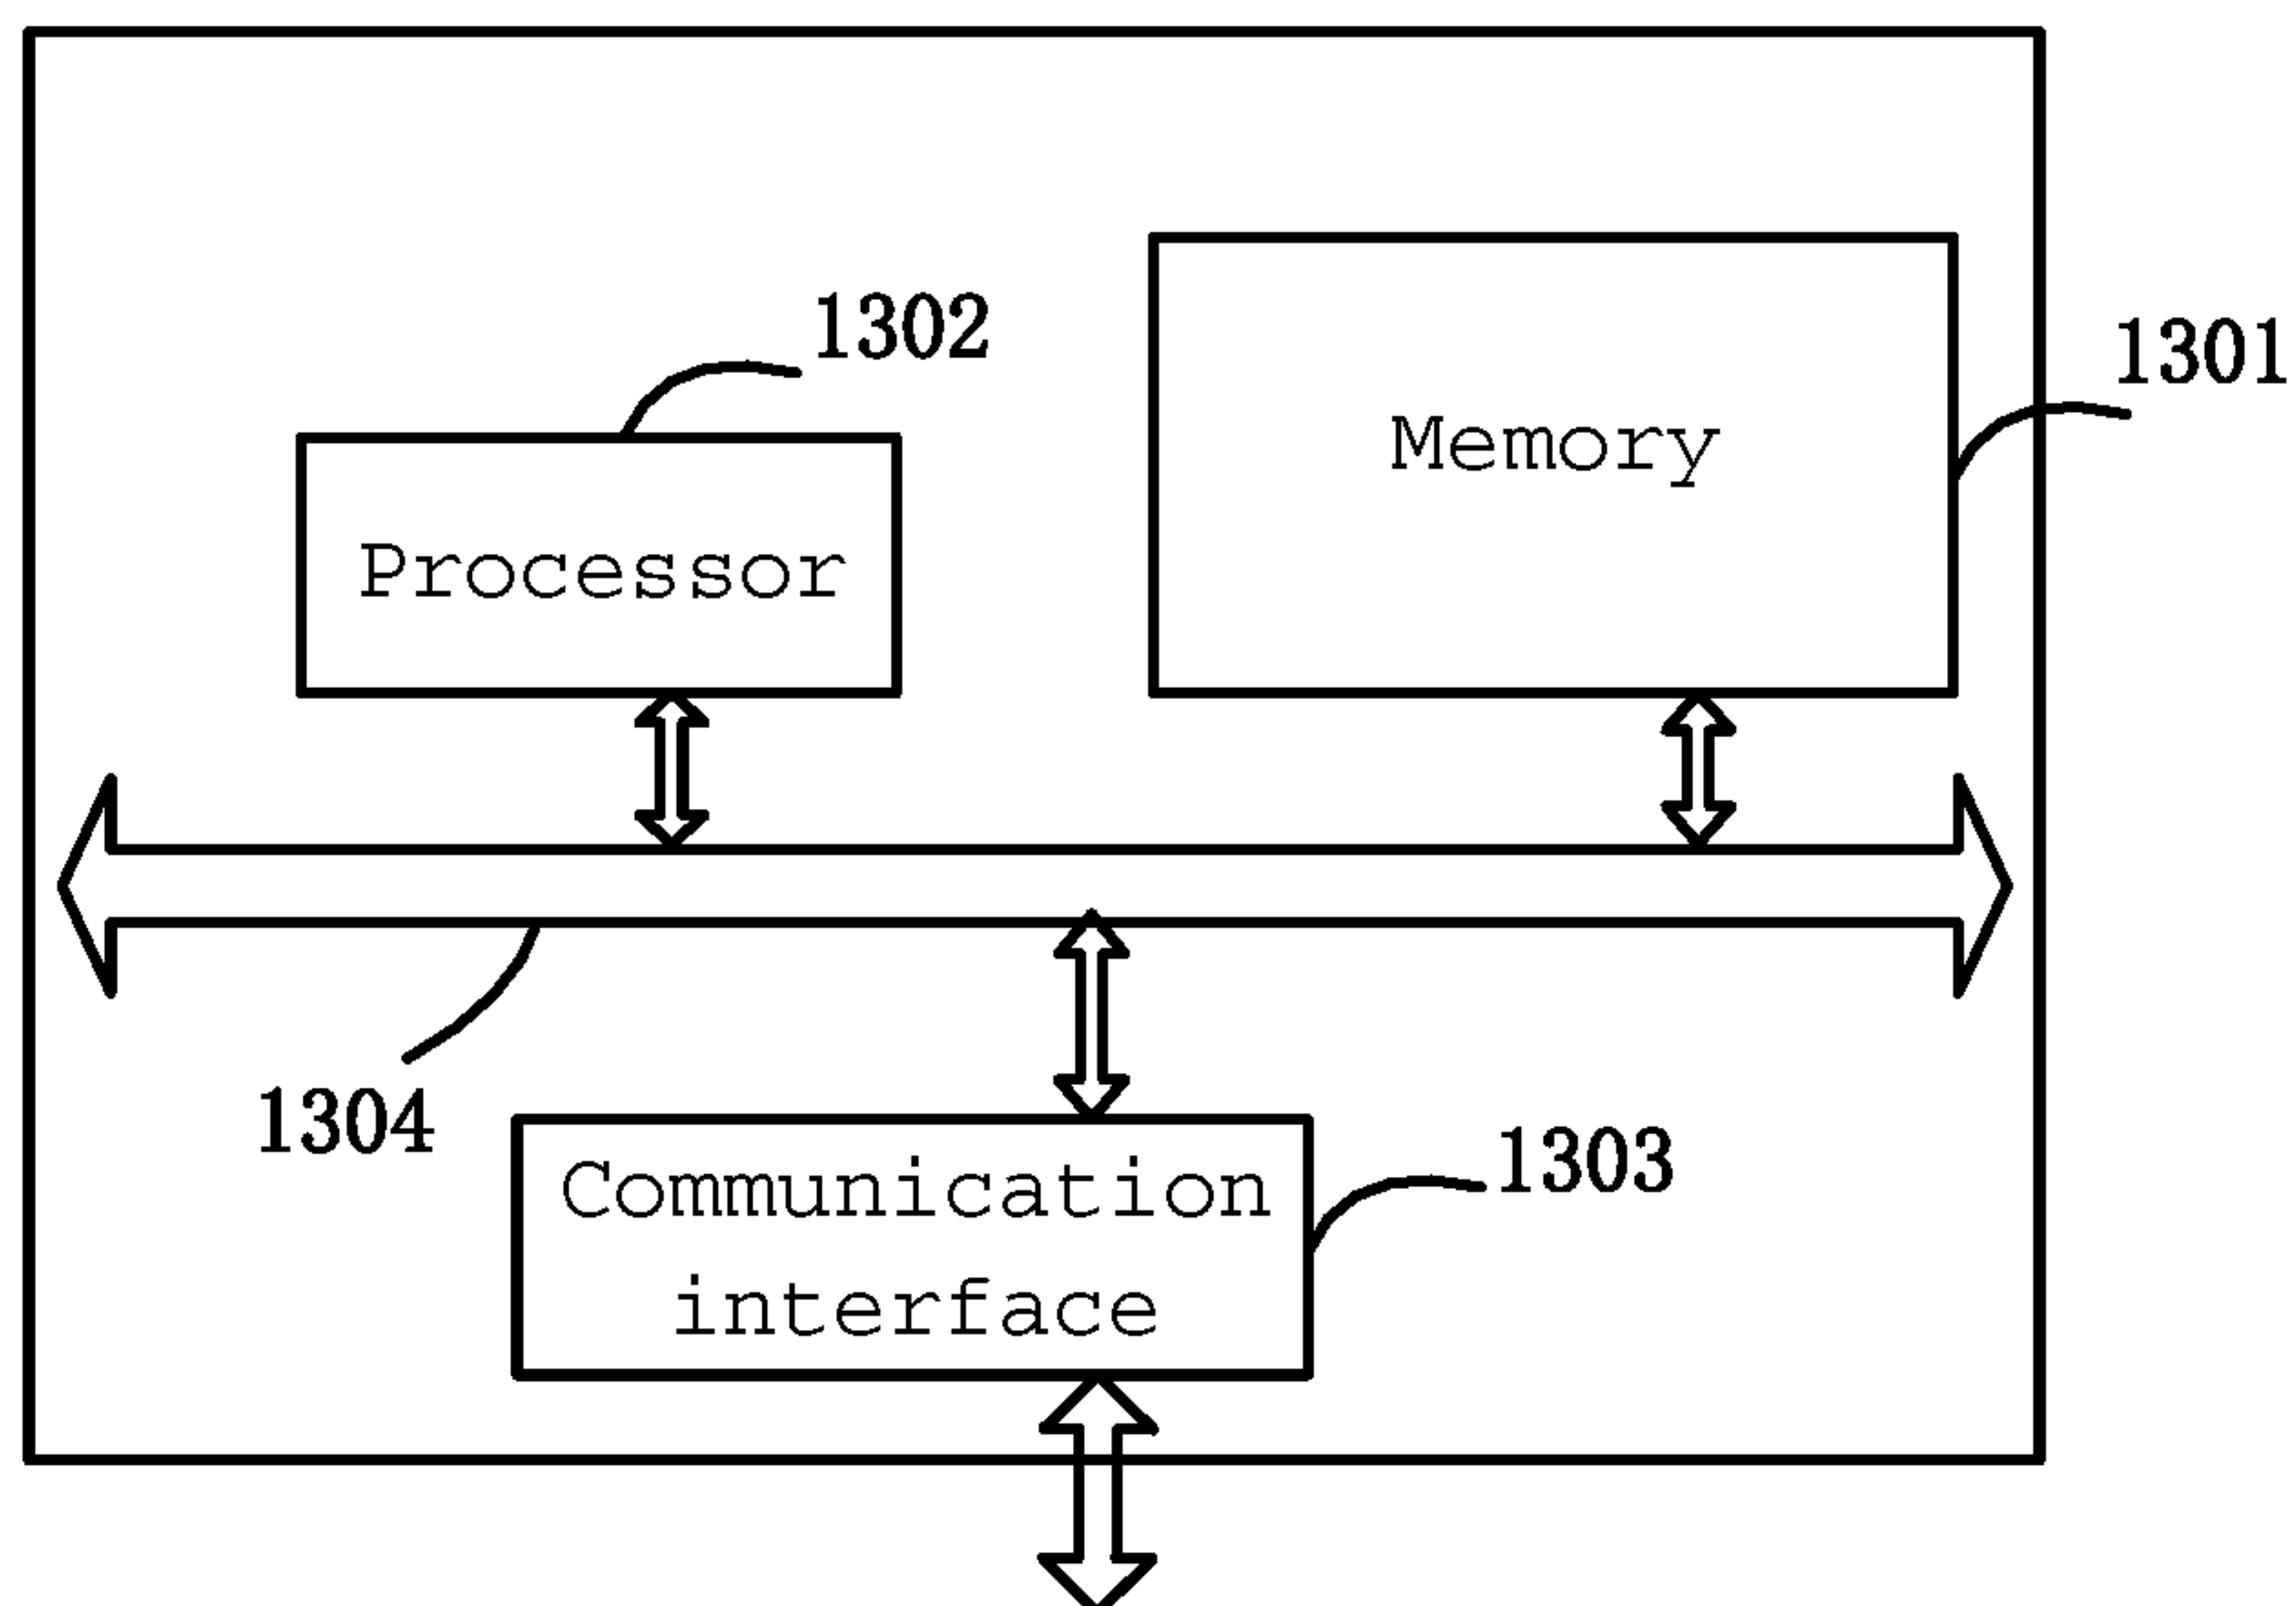 1302
1301
Memory
Processor
1304
1303
Communication
interface